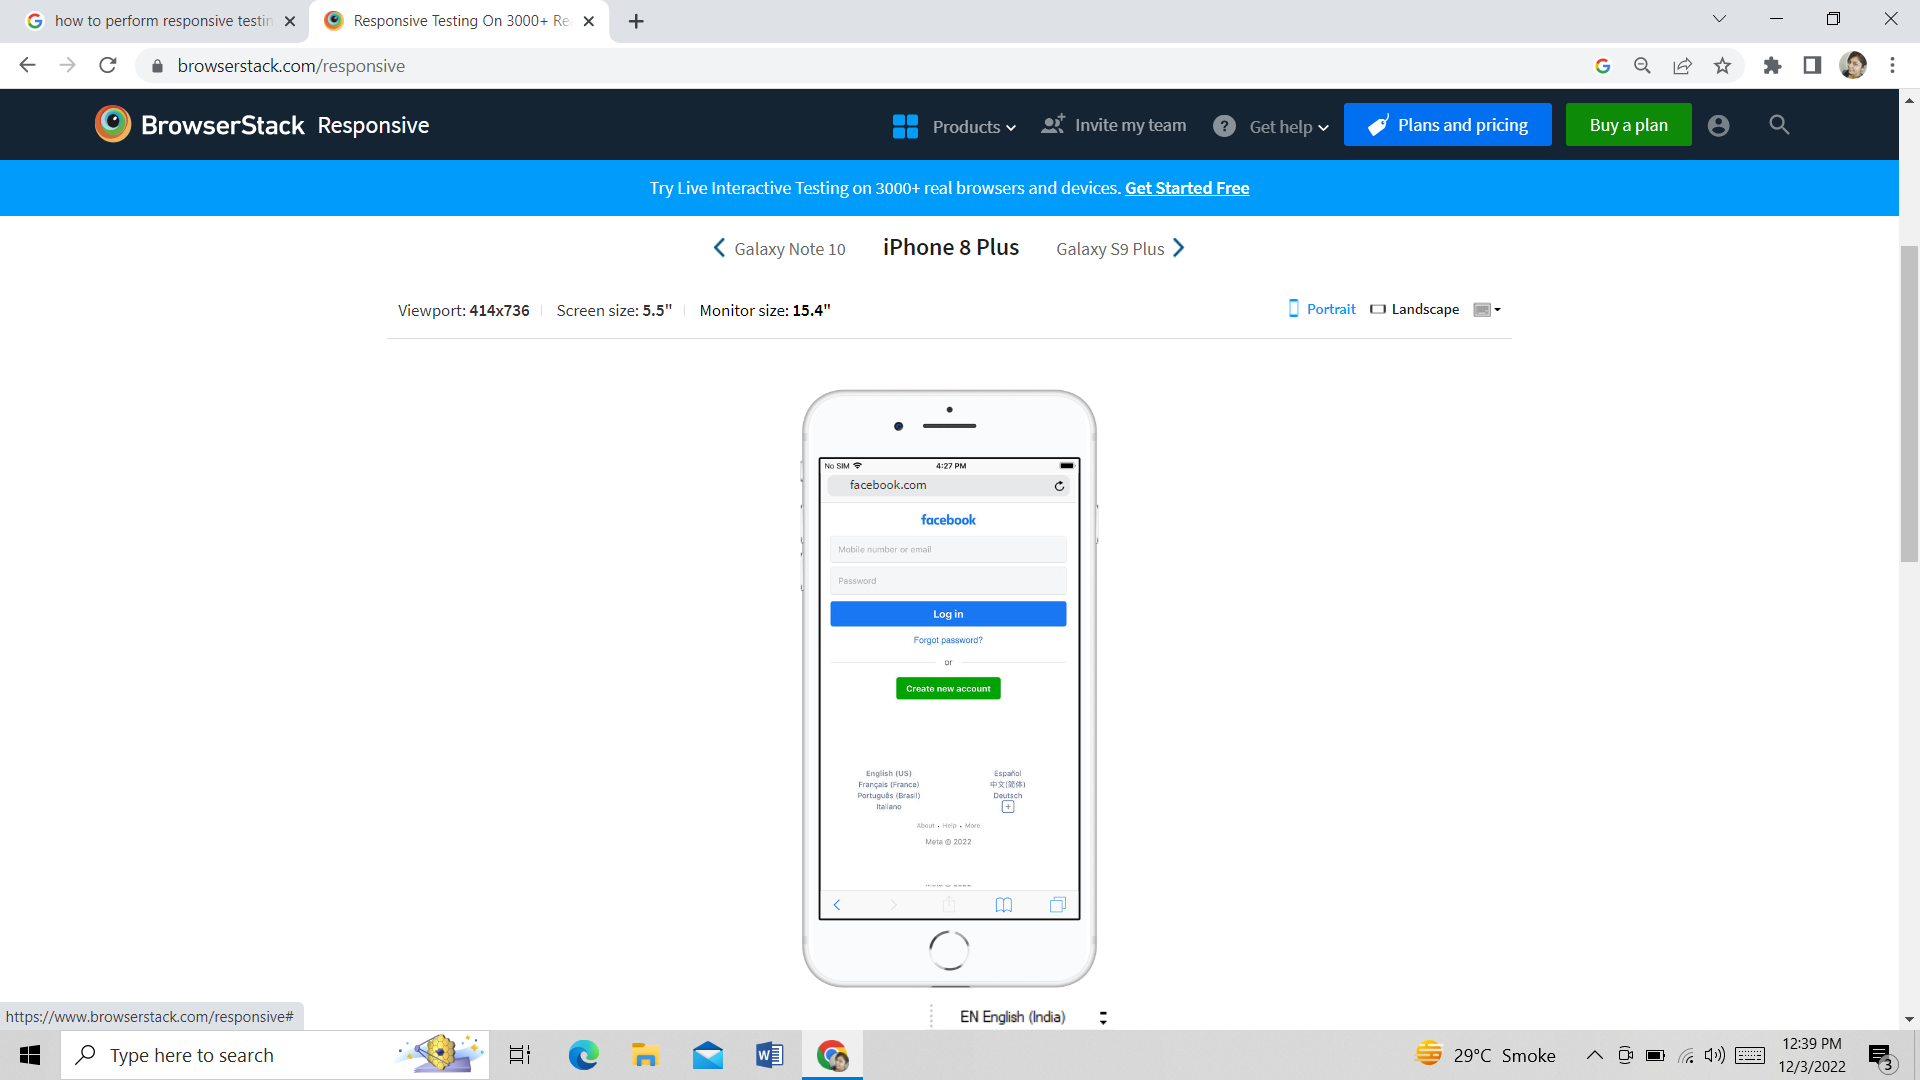 how to perform responsive testin
Responsive Testing On 3000+ Re
browserstack.com/responsive
BrowserStack Responsive
Products
Invite my team
Get help
Plans and pricing
Buy a plan
Try Live Interactive Testing on 3000+ real browsers and devices. Get Started Free
Galaxy Note 10
iPhone 8 Plus
Galaxy S9 Plus
Viewport: 414x736
Screen size: 5.5"
Monitor size: 15.4"
Portrait
Landscape
No SIM
4:27 PM
facebook.com
facebook
Mobile number or email
Password
Log in
Forgot password?
or
Create new account
English (US)
Español
Français (France)
中文(简体)
Português (Brasil)
Deutsch
Italiano
About · Help · More
Meta © 2022
EN English (India)
https://www.browserstack.com/responsive#
Type here to search
29°C Smoke
12:39 PM
12/3/2022
3